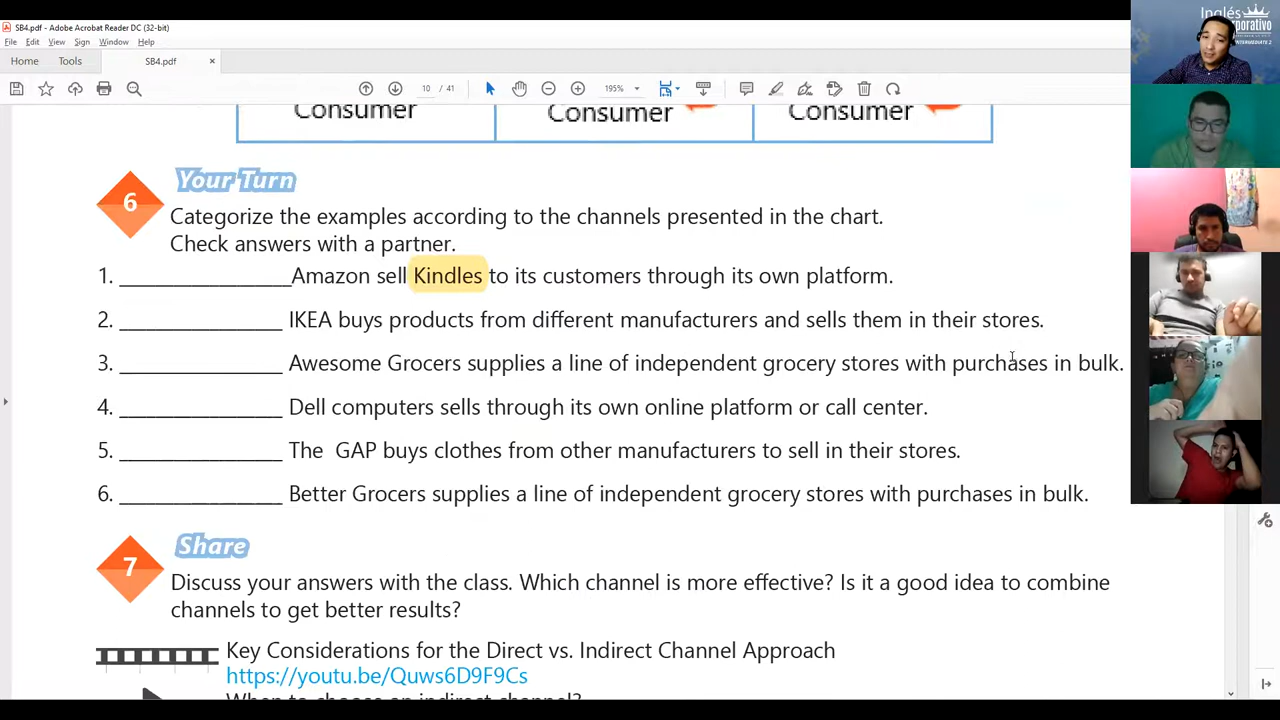 SB4.pdf - Adobe Acrobat Reader DC (32-bit)
File Edit View Sign Window Help
Home Tools SB4.pdf ×
10 / 41 195%
Consumer Consumer Consumer
6 Your Turn
Categorize the examples according to the channels presented in the chart.
Check answers with a partner.
1. _________________Amazon sell Kindles to its customers through its own platform.
2. ________________ IKEA buys products from different manufacturers and sells them in their stores.
3. ________________ Awesome Grocers supplies a line of independent grocery stores with purchases in bulk.
4. ________________ Dell computers sells through its own online platform or call center.
5. ________________ The GAP buys clothes from other manufacturers to sell in their stores.
6. ________________ Better Grocers supplies a line of independent grocery stores with purchases in bulk.
7 Share
Discuss your answers with the class. Which channel is more effective? Is it a good idea to combine
channels to get better results?
Key Considerations for the Direct vs. Indirect Channel Approach
https://youtu.be/Quws6D9F9Cs
When to choose an indirect channel?
Inglés